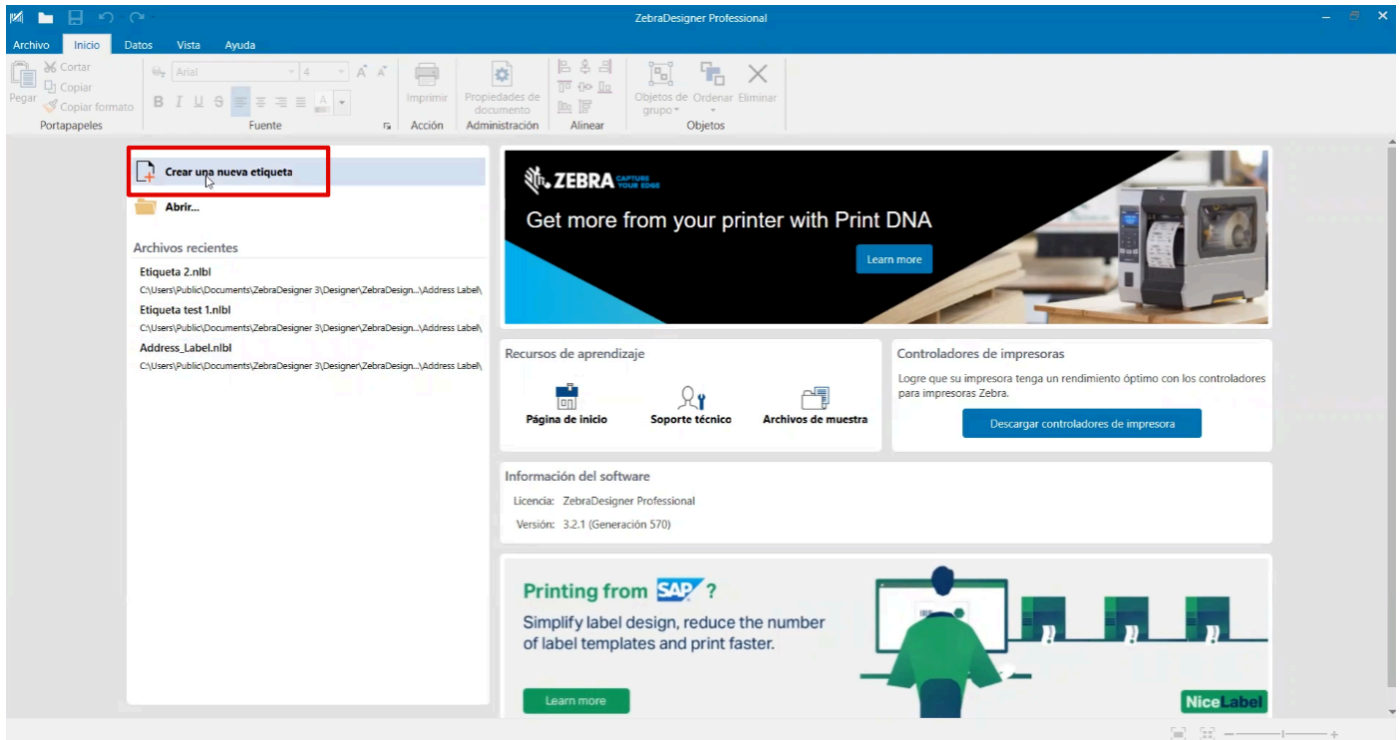 ZebraDesigner Professional
Archivo Inicio Datos Vista Ayuda
Pegar
Cortar
Copiar
Copiar formato
Portapapeles
Arial 4 A A
B I U S A
Fuente
Imprimir
Acción
Propiedades de
documento
Administración
Alinear
Objetos de
grupo
Ordenar
Eliminar
Objetos
Crear una nueva etiqueta
Abrir...
Archivos recientes
Etiqueta 2.nlbl
C:\Users\Public\Documents\ZebraDesigner 3\Designer\ZebraDesign...\Address Label\
Etiqueta test 1.nlbl
C:\Users\Public\Documents\ZebraDesigner 3\Designer\ZebraDesign...\Address Label\
Address_Label.nlbl
C:\Users\Public\Documents\ZebraDesigner 3\Designer\ZebraDesign...\Address Label\
ZEBRA CAPTURE
YOUR EDGE
Get more from your printer with Print DNA
Learn more
Recursos de aprendizaje
Página de inicio Soporte técnico Archivos de muestra
Controladores de impresoras
Logre que su impresora tenga un rendimiento óptimo con los controladores
para impresoras Zebra.
Descargar controladores de impresora
Información del software
Licencia: ZebraDesigner Professional
Versión: 3.2.1 (Generación 570)
Printing from SAP ?
Simplify label design, reduce the number
of label templates and print faster.
Learn more
NiceLabel